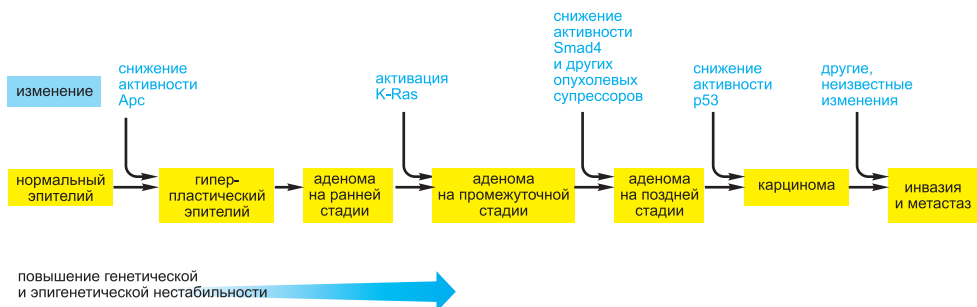 снижение
активности
Smad4
и других
опухолевых
супрессоров
снижение
активности
Apc
активация
K-Ras
снижение
активности
p53
другие,
неизвестные
изменения
изменение
нормальный
эпителий
гипер-
пластический
эпителий
аденома
на ранней
стадии
аденома
на промежуточной
стадии
аденома
на поздней
стадии
карцинома
инвазия
и метастаз
повышение генетической
и эпигенетической нестабильности